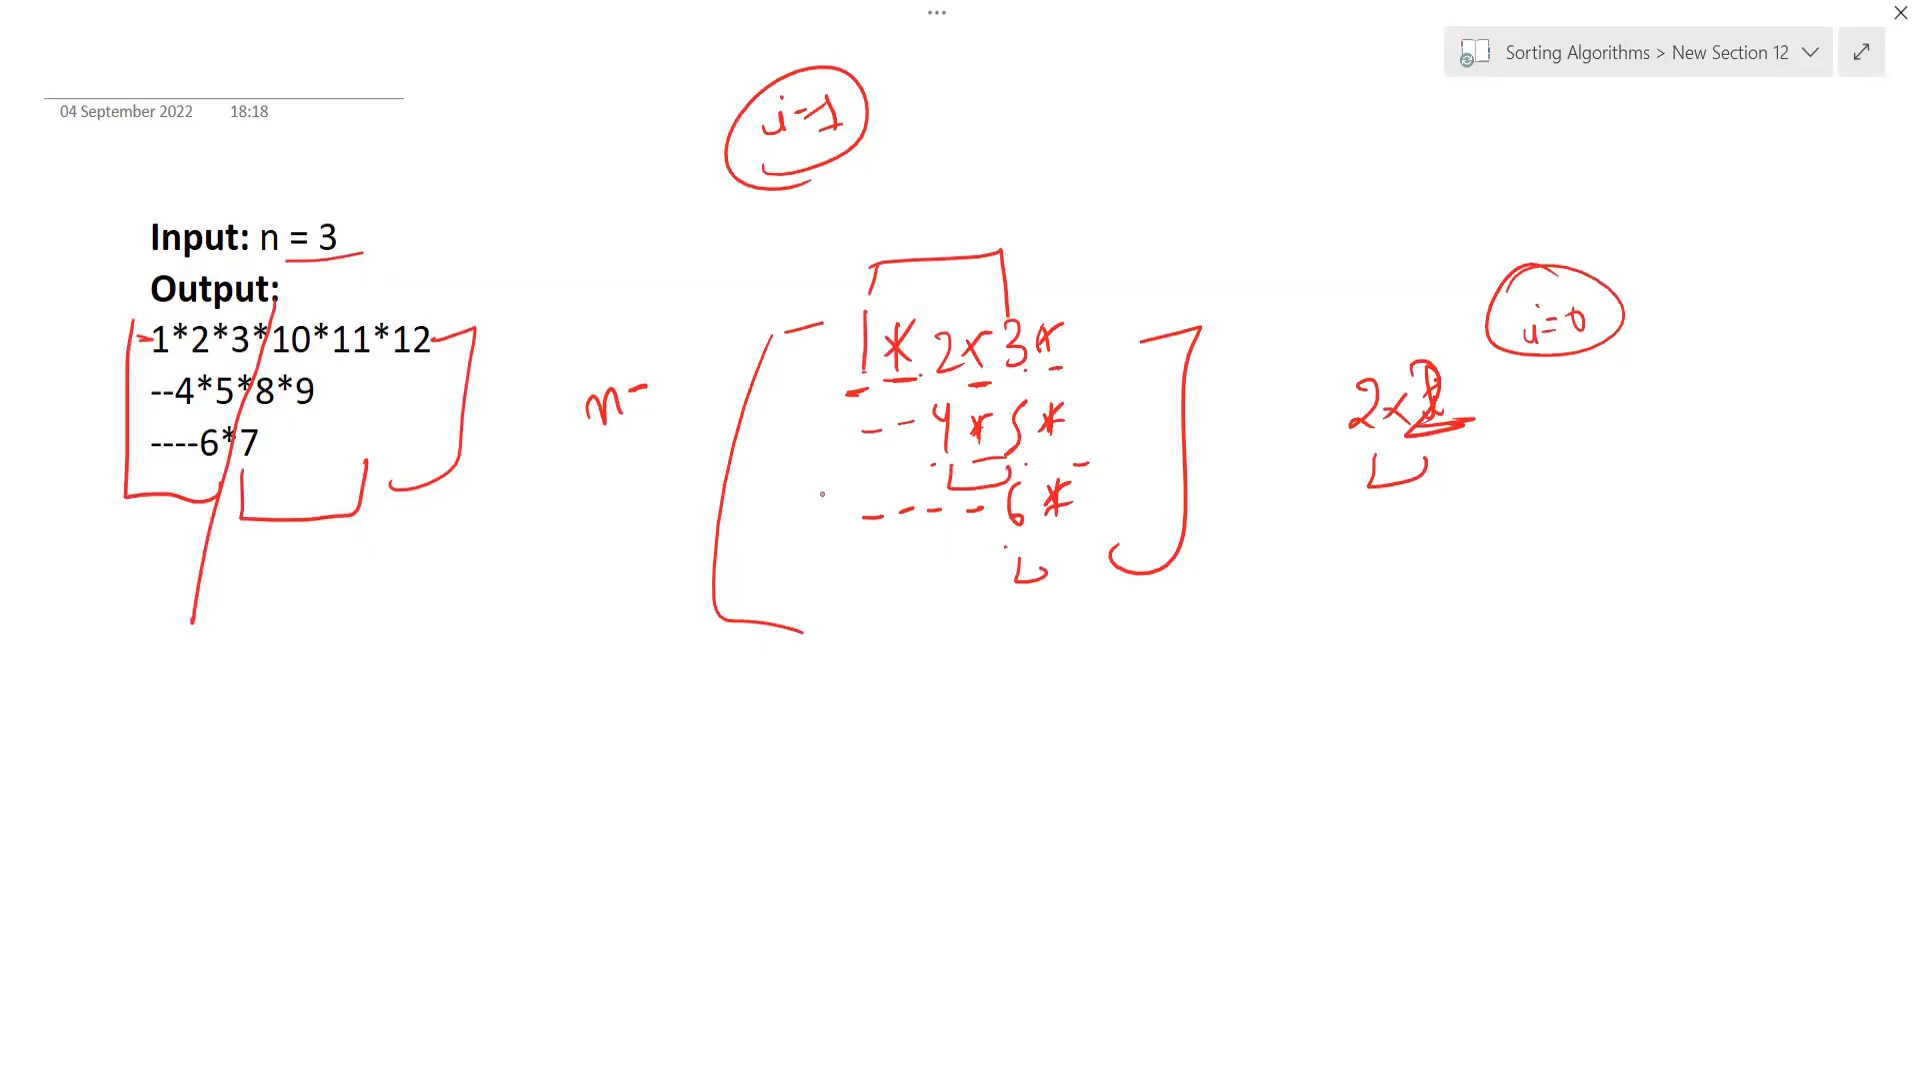 Sorting Algorithms > New Section 12
04 September 2022 18:18
i=1
Input: n = 3
Output:
1*2*3*10*11*12
--4*5*8*9
----6*7
n-
1*2*3*
--4*5*
----6*
i=0
2×